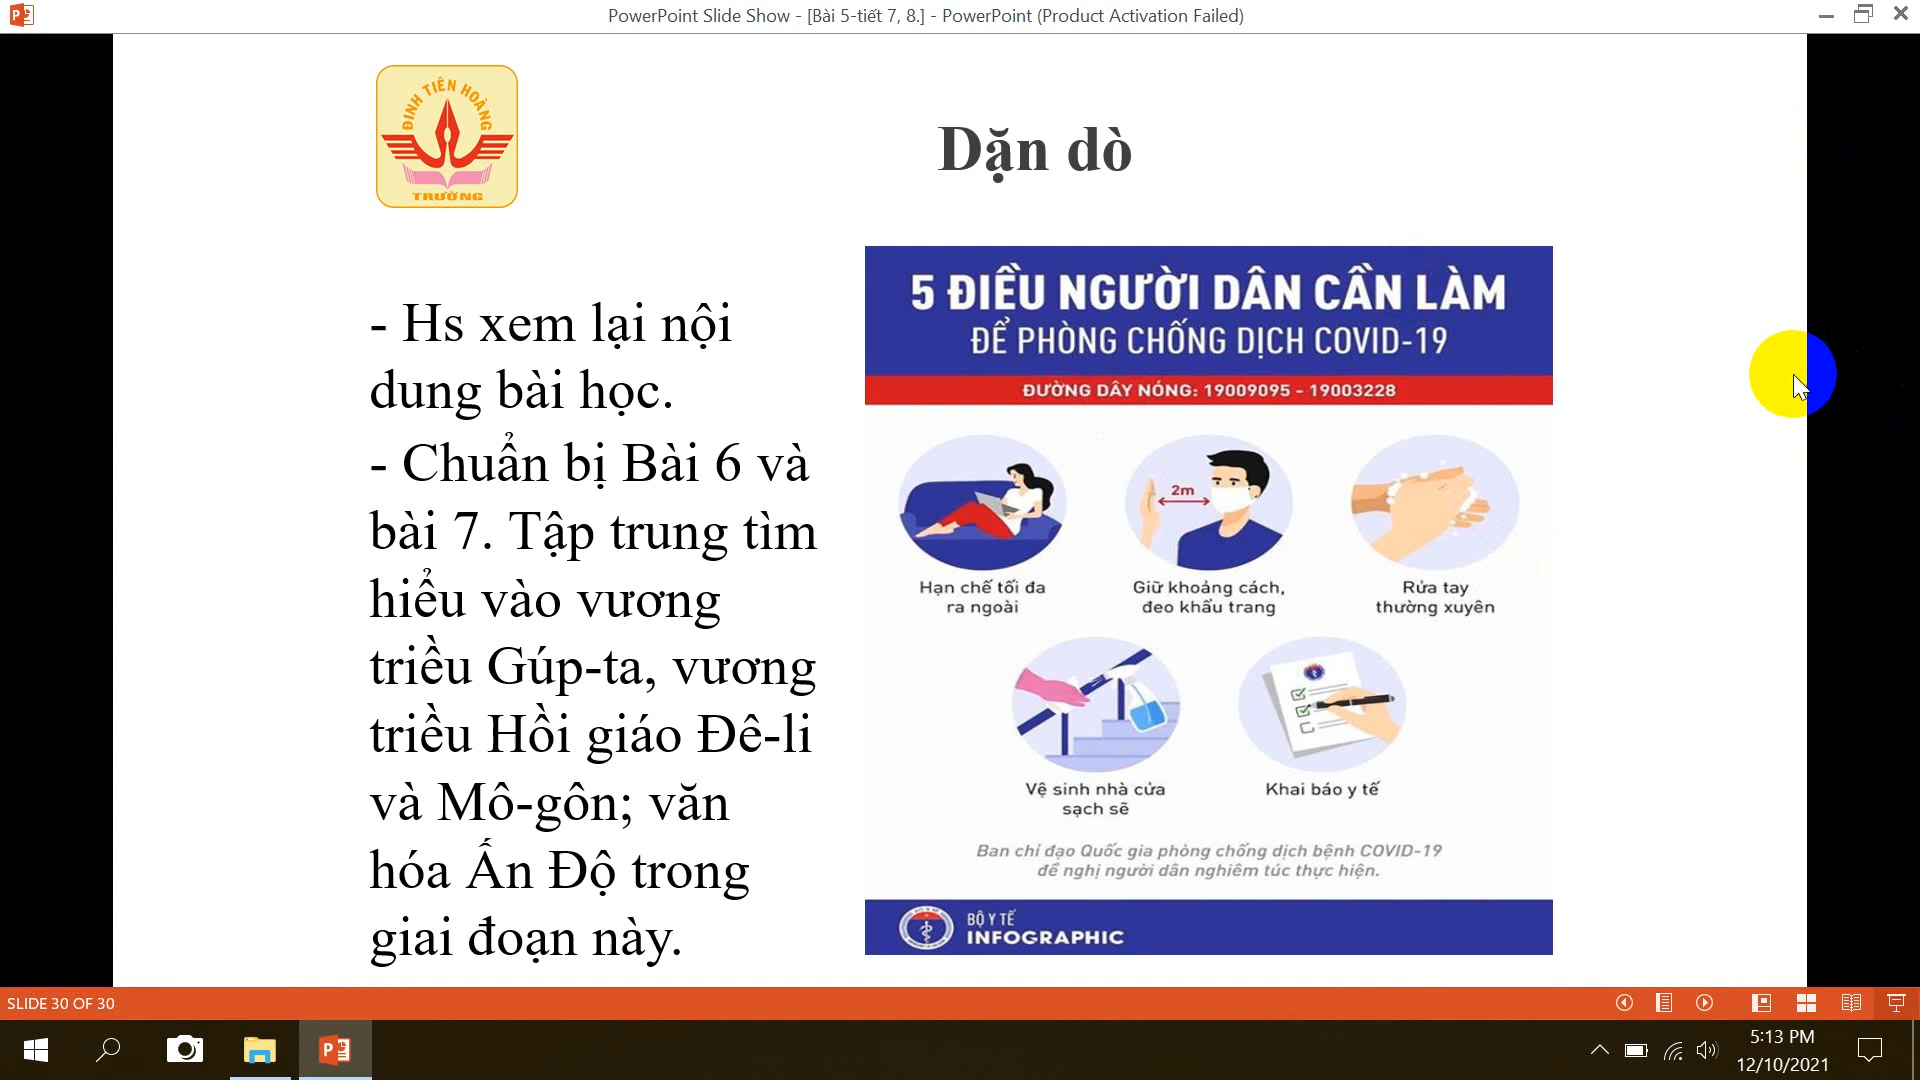 PowerPoint Slide Show - [Bài 5-tiết 7, 8.] - PowerPoint (Product Activation Failed)
ĐINH TIÊN HOÀNG
TRƯỜNG
Dặn dò
- Hs xem lại nội
dung bài học.
- Chuẩn bị Bài 6 và
bài 7. Tập trung tìm
hiểu vào vương
triều Gúp-ta, vương
triều Hồi giáo Đê-li
và Mô-gôn; văn
hóa Ấn Độ trong
giai đoạn này.
5 ĐIỀU NGƯỜI DÂN CẦN LÀM
ĐỂ PHÒNG CHỐNG DỊCH COVID-19
ĐƯỜNG DÂY NÓNG: 19009095 - 19003228
2m
Hạn chế tối đa
ra ngoài
Giữ khoảng cách,
đeo khẩu trang
Rửa tay
thường xuyên
Vệ sinh nhà cửa
sạch sẽ
Khai báo y tế
Ban chỉ đạo Quốc gia phòng chống dịch bệnh COVID-19
đề nghị người dân nghiêm túc thực hiện.
BỘ Y TẾ
INFOGRAPHIC
SLIDE 30 OF 30
5:13 PM
12/10/2021